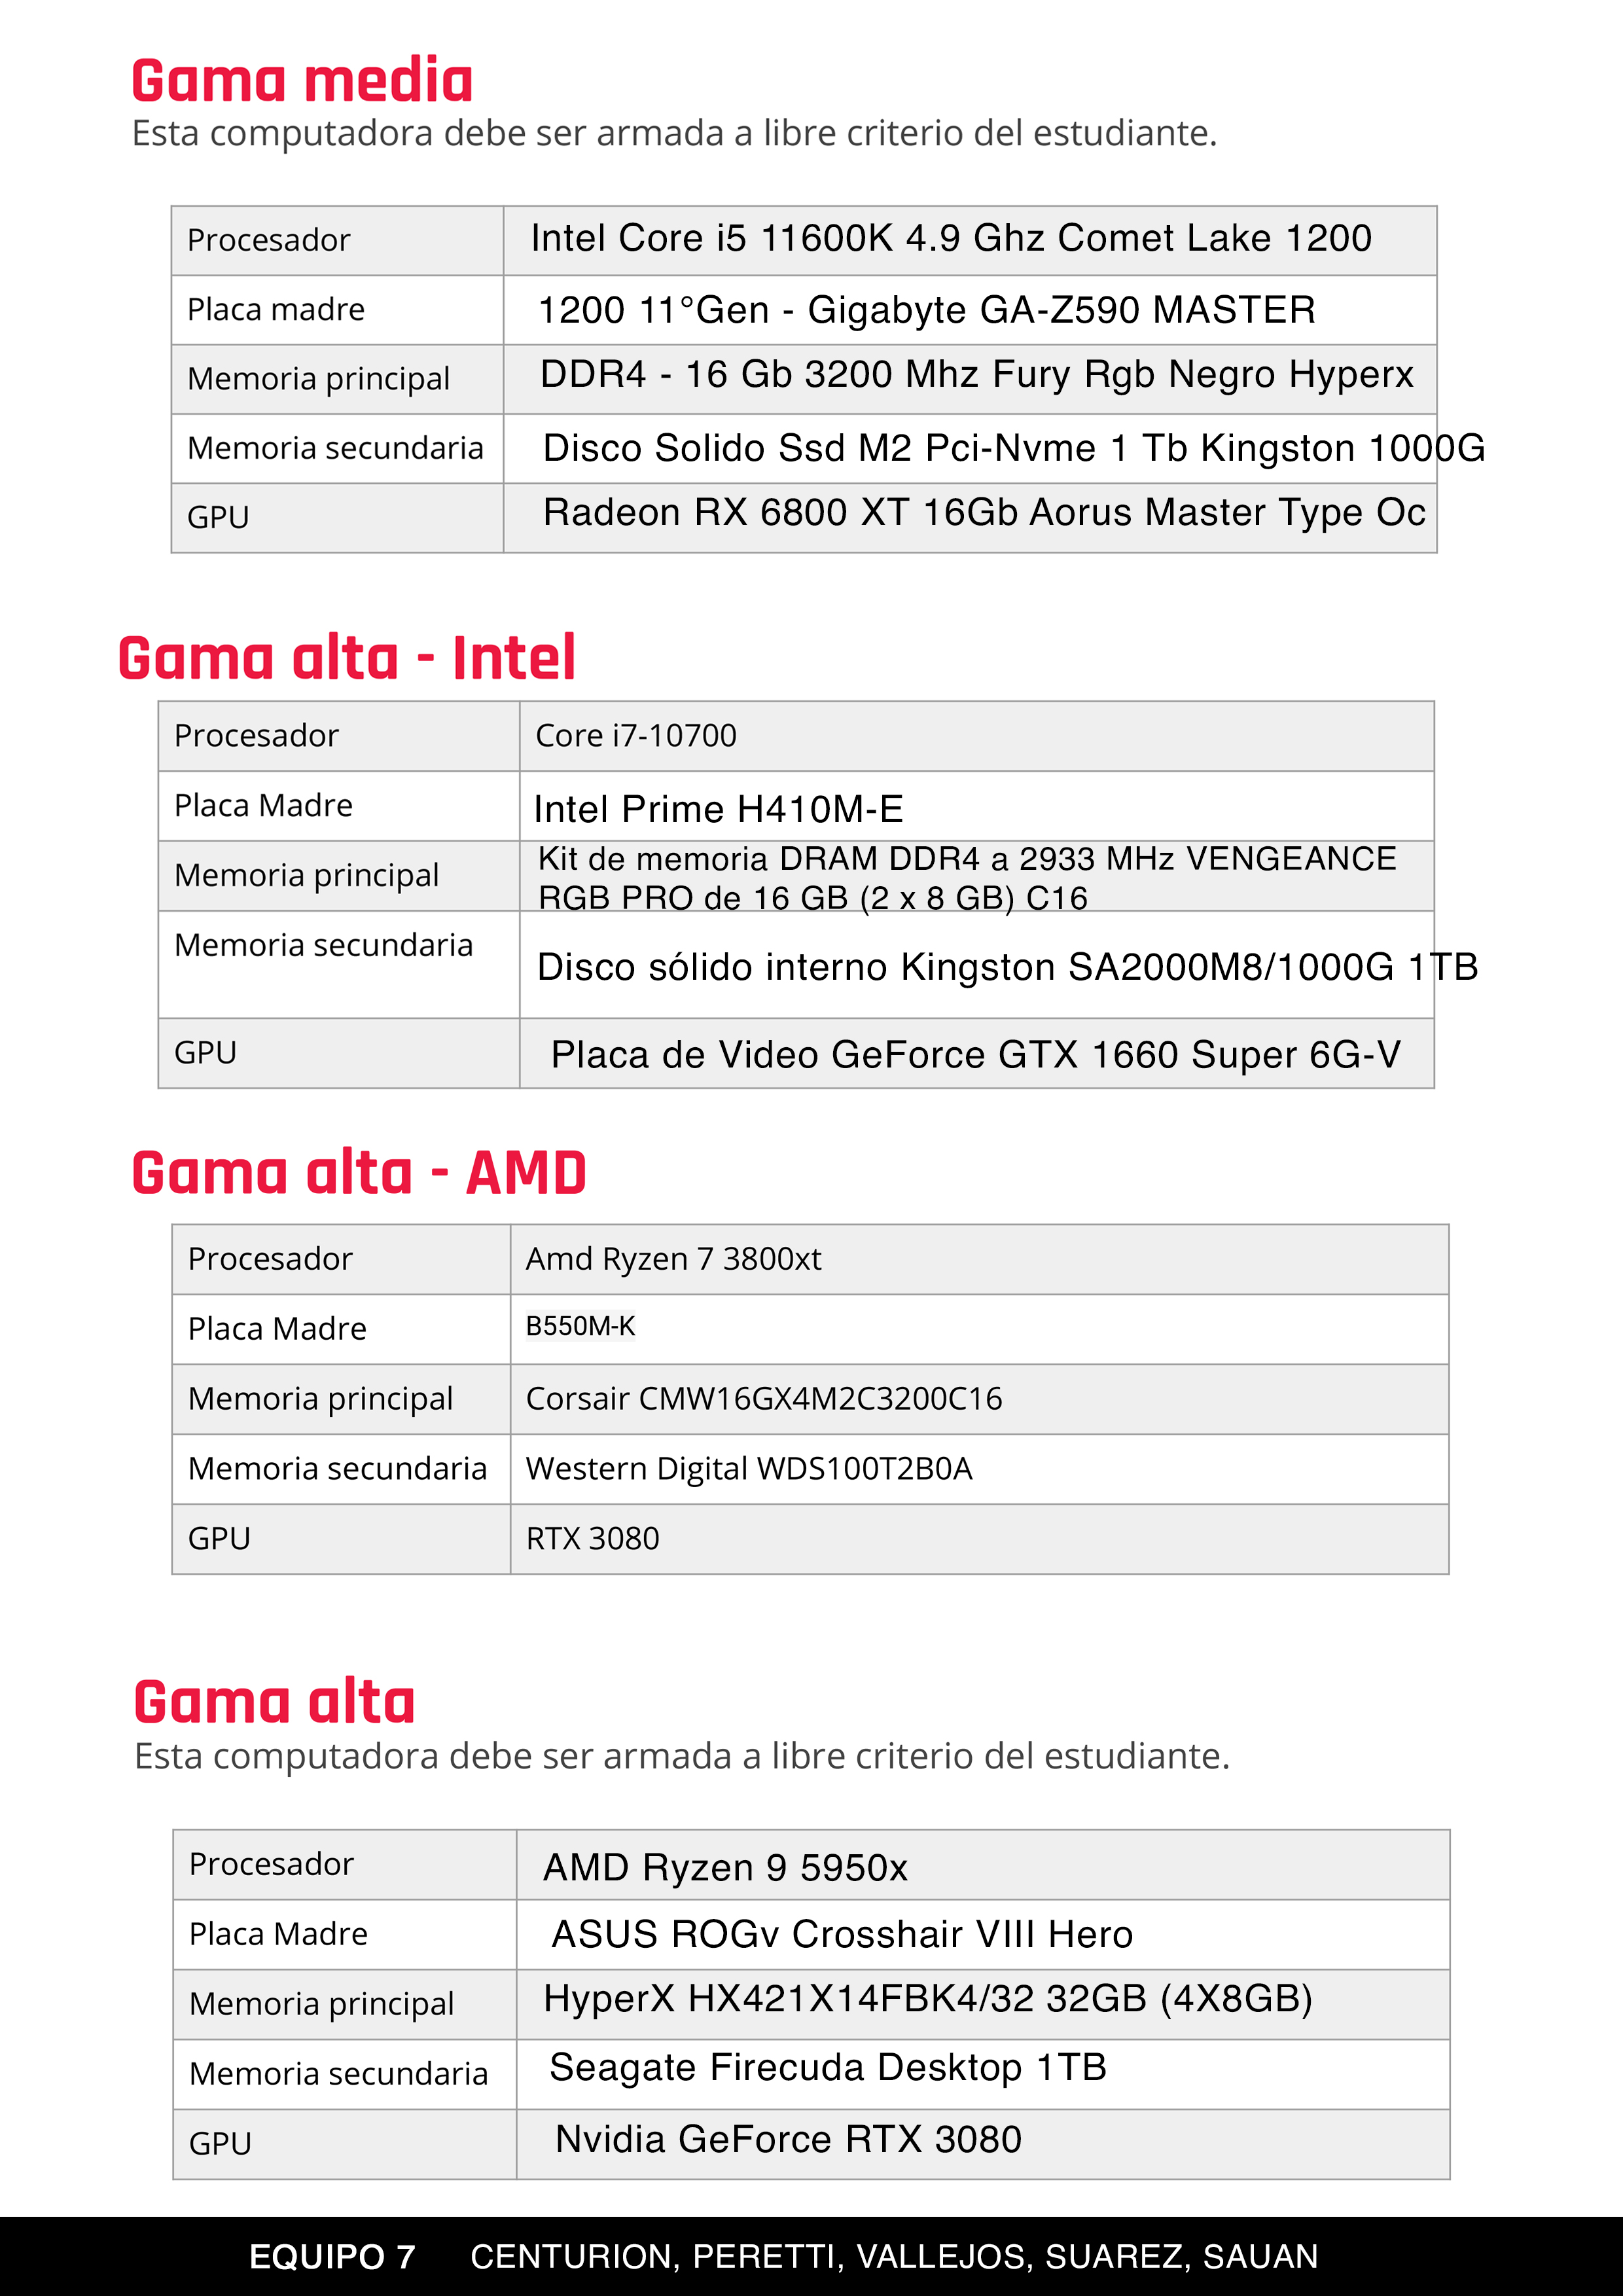 Gama media
Esta computadora debe ser armada a libre criterio del estudiante.
Procesador Intel Core i5 11600K 4.9 Ghz Comet Lake 1200
Placa madre 1200 11°Gen - Gigabyte GA-Z590 MASTER
Memoria principal DDR4 - 16 Gb 3200 Mhz Fury Rgb Negro Hyperx
Memoria secundaria Disco Solido Ssd M2 Pci-Nvme 1 Tb Kingston 1000G
GPU Radeon RX 6800 XT 16Gb Aorus Master Type Oc
Gama alta - Intel
Procesador Core i7-10700
Placa Madre Intel Prime H410M-E
Memoria principal Kit de memoria DRAM DDR4 a 2933 MHz VENGEANCE
RGB PRO de 16 GB (2 x 8 GB) C16
Memoria secundaria Disco sólido interno Kingston SA2000M8/1000G 1TB
GPU Placa de Video GeForce GTX 1660 Super 6G-V
Gama alta - AMD
Procesador Amd Ryzen 7 3800xt
Placa Madre B550M-K
Memoria principal Corsair CMW16GX4M2C3200C16
Memoria secundaria Western Digital WDS100T2B0A
GPU RTX 3080
Gama alta
Esta computadora debe ser armada a libre criterio del estudiante.
Procesador AMD Ryzen 9 5950x
Placa Madre ASUS ROGv Crosshair VIII Hero
Memoria principal HyperX HX421X14FBK4/32 32GB (4X8GB)
Memoria secundaria Seagate Firecuda Desktop 1TB
GPU Nvidia GeForce RTX 3080
EQUIPO 7 CENTURION, PERETTI, VALLEJOS, SUAREZ, SAUAN